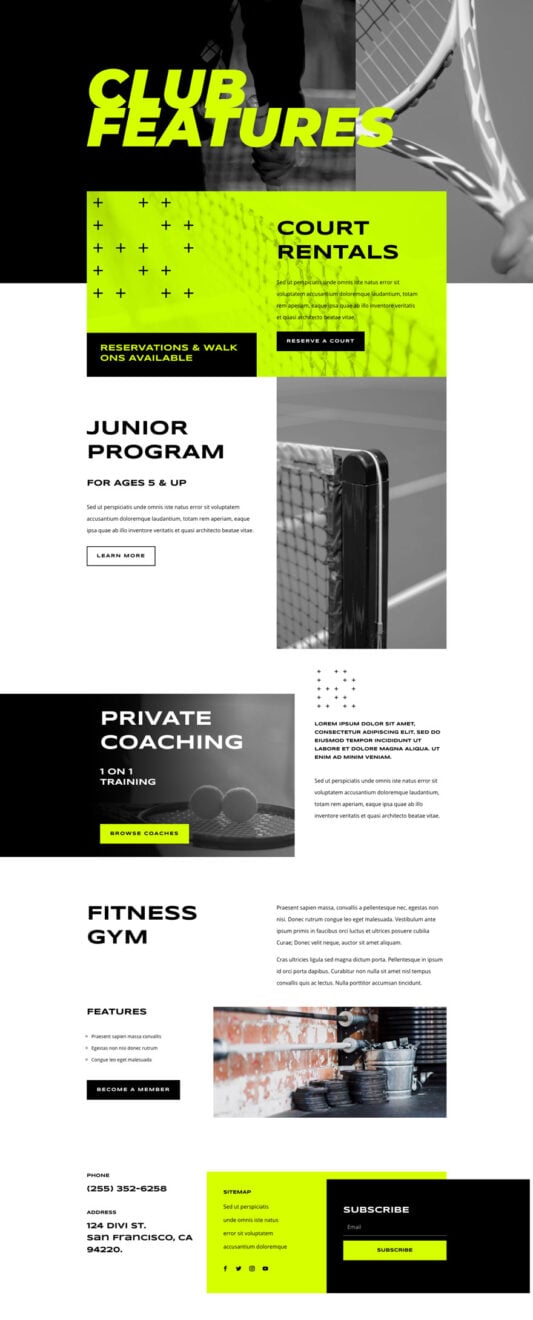 CLUB
FEATURES
COURT
RENTALS
Sed ut perspiciatis unde omnis iste natus error sit
voluptatem accusantium doloremque laudantium, totam
rem aperiam, eaque ipsa quae ab illo inventore veritatis
et quasi architecto beatae vitae.
RESERVE A COURT
RESERVATIONS & WALK
ONS AVAILABLE
JUNIOR
PROGRAM
FOR AGES 5 & UP
Sed ut perspiciatis unde omnis iste natus error sit voluptatem
accusantium doloremque laudantium, totam rem aperiam, eaque
ipsa quae ab illo inventore veritatis et quasi architecto beatae vitae.
LEARN MORE
PRIVATE
COACHING
1 ON 1
TRAINING
BROWSE COACHES
LOREM IPSUM DOLOR SIT AMET,
CONSECTETUR ADIPISCING ELIT, SED DO
EIUSMOD TEMPOR INCIDIDUNT UT
LABORE ET DOLORE MAGNA ALIQUA. UT
ENIM AD MINIM VENIAM.
Sed ut perspiciatis unde omnis iste natus error sit
voluptatem accusantium doloremque laudantium,
totam rem aperiam, eaque ipsa quae ab illo inventore
veritatis et quasi architecto beatae vitae.
FITNESS
GYM
Praesent sapien massa, convallis a pellentesque nec, egestas non
nisi. Donec rutrum congue leo eget malesuada. Vestibulum ante
ipsum primis in faucibus orci luctus et ultrices posuere cubilia
Curae; Donec velit neque, auctor sit amet aliquam.
Cras ultricies ligula sed magna dictum porta. Pellentesque in ipsum
id orci porta dapibus. Curabitur non nulla sit amet nisl tempus
convallis quis ac lectus. Nulla porttitor accumsan tincidunt.
FEATURES
Praesent sapien massa convallis
Egestas non nisi donec rutrum
Congue leo eget malesuada
BECOME A MEMBER
PHONE
(255) 352-6258
ADDRESS
124 DIVI ST.
San Francisco, CA
94220.
SITEMAP
Sed ut perspiciatis
unde omnis iste natus
error sit voluptatem
accusantium doloremque
SUBSCRIBE
Email
SUBSCRIBE